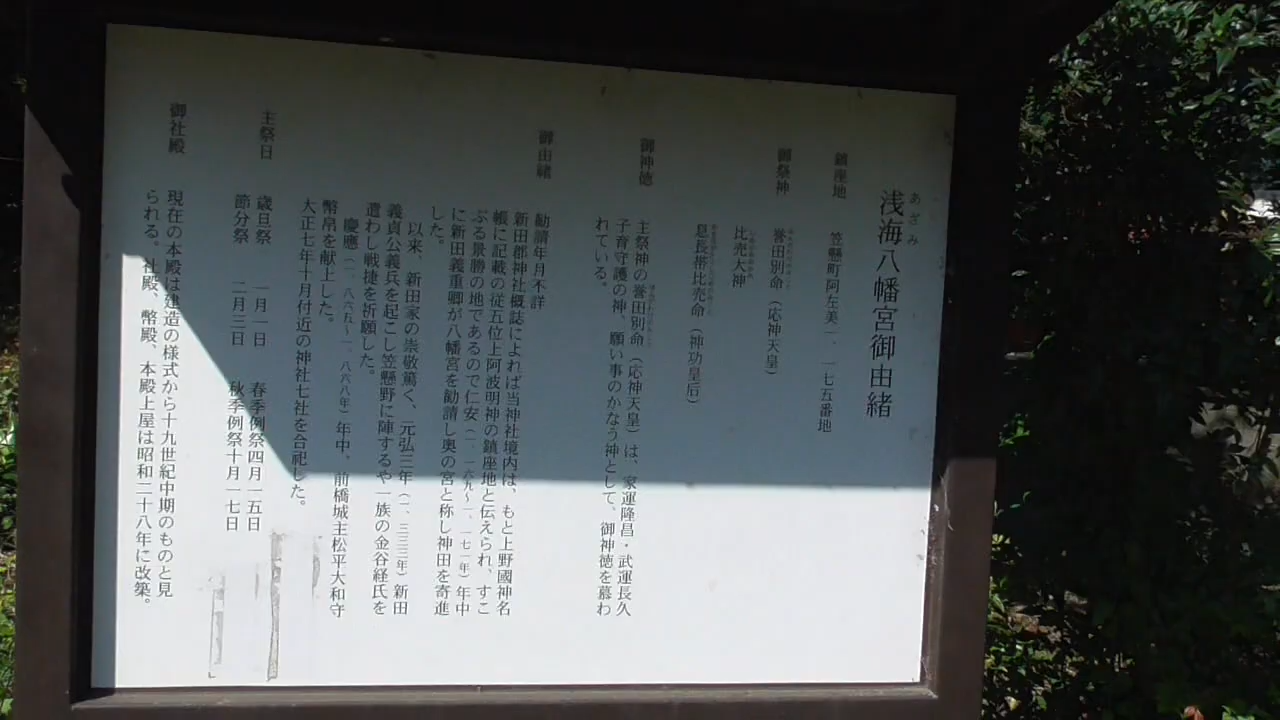 浅海八幡宮御由緒
あざみ
鎮座地 笠懸町阿左美一、一七五番地
御祭神 誉田別命（応神天皇）
比売大神
息長帯比売命（神功皇后）
御神徳 主祭神の誉田別命（応神天皇）は、家運隆昌・武運長久
子育守護の神、願い事のかなう神として、御神徳を慕わ
れている。
御由緒 勧請年月不詳
新田郡神社概誌によれば当神社境内は、もと上野國神名
帳に記載の従五位上阿波明神の鎮座地と伝えられ、すこ
ぶる景勝の地であるので仁安（一、一六九～一、一七一年）年中
に新田義重卿が八幡宮を勧請し奥の宮と称し神田を寄進
した。
以来、新田家の崇敬篤く、元弘三年（一、三三三年）新田
義貞公義兵を起こし笠懸野に陣するや一族の金谷経氏を
遣わし戦捷を祈願した。
慶應（一、八六五～一、八六八年）年中、前橋城主松平大和守
幣帛を献上した。
大正七年十月付近の神社七社を合祀した。
主祭日 歳旦祭 一月一日 春季例祭四月一五日
節分祭 二月三日 秋季例祭十月一七日
御社殿 現在の本殿は建造の様式から十九世紀中期のものと見
られる。社殿、幣殿、本殿上屋は昭和二十八年に改築。